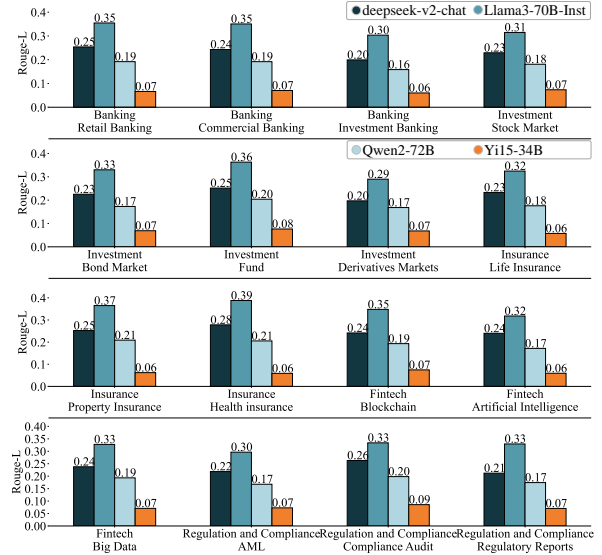 deepseek-v2-chat Llama3-70B-Inst
Rouge-L
0.4
0.3
0.2
0.1
0.0
0.25 0.35 0.19 0.07
0.24 0.35 0.19 0.07
0.20 0.30 0.16 0.06
0.23 0.31 0.18 0.07
Banking Banking Banking Investment
Retail Banking Commercial Banking Investment Banking Stock Market
Qwen2-72B Yi15-34B
Rouge-L
0.4
0.3
0.2
0.1
0.0
0.23 0.33 0.17 0.07
0.25 0.36 0.20 0.08
0.20 0.29 0.17 0.07
0.23 0.32 0.18 0.06
Investment Investment Investment Insurance
Bond Market Fund Derivatives Markets Life Insurance
Rouge-L
0.4
0.3
0.2
0.1
0.0
0.25 0.37 0.21 0.06
0.28 0.39 0.21 0.06
0.24 0.35 0.19 0.07
0.24 0.32 0.17 0.06
Insurance Insurance Fintech Fintech
Property Insurance Health insurance Blockchain Artificial Intelligence
Rouge-L
0.40
0.35
0.30
0.25
0.20
0.15
0.10
0.05
0.00
0.24 0.33 0.19 0.07
0.22 0.30 0.17 0.07
0.26 0.33 0.20 0.09
0.21 0.33 0.17 0.07
Fintech Regulation and Compliance Regulation and Compliance Regulation and Compliance
Big Data AML Compliance Audit Regulatory Reports